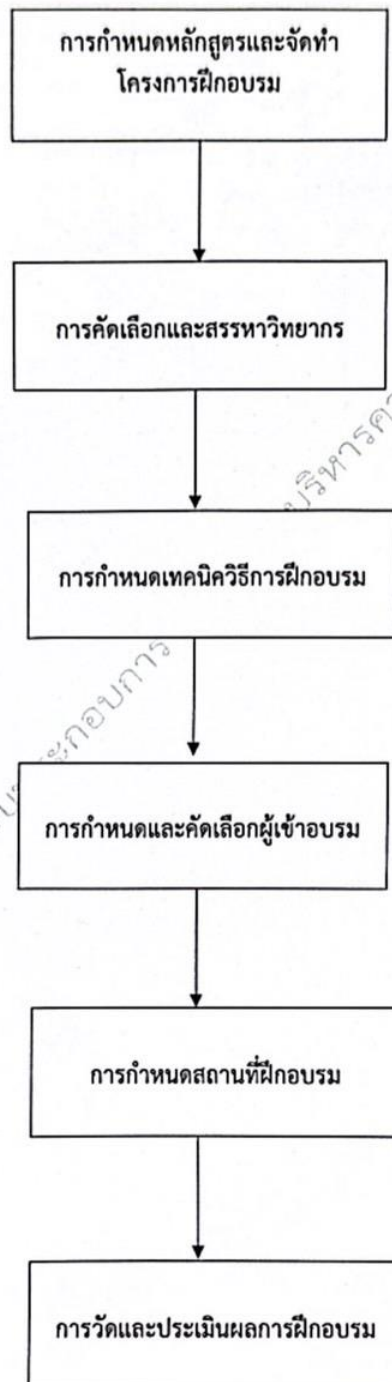 การกำหนดหลักสูตรและจัดทำ
โครงการฝึกอบรม
การคัดเลือกและสรรหาวิทยากร
บริหาร
การกำหนดเทคนิควิธีการฝึกอบรม
การกำหนดและคัดเลือกผู้เข้าอบรม
การกำหนดสถานที่ฝึกอบรม
การวัดและประเมินผลการฝึกอบรม